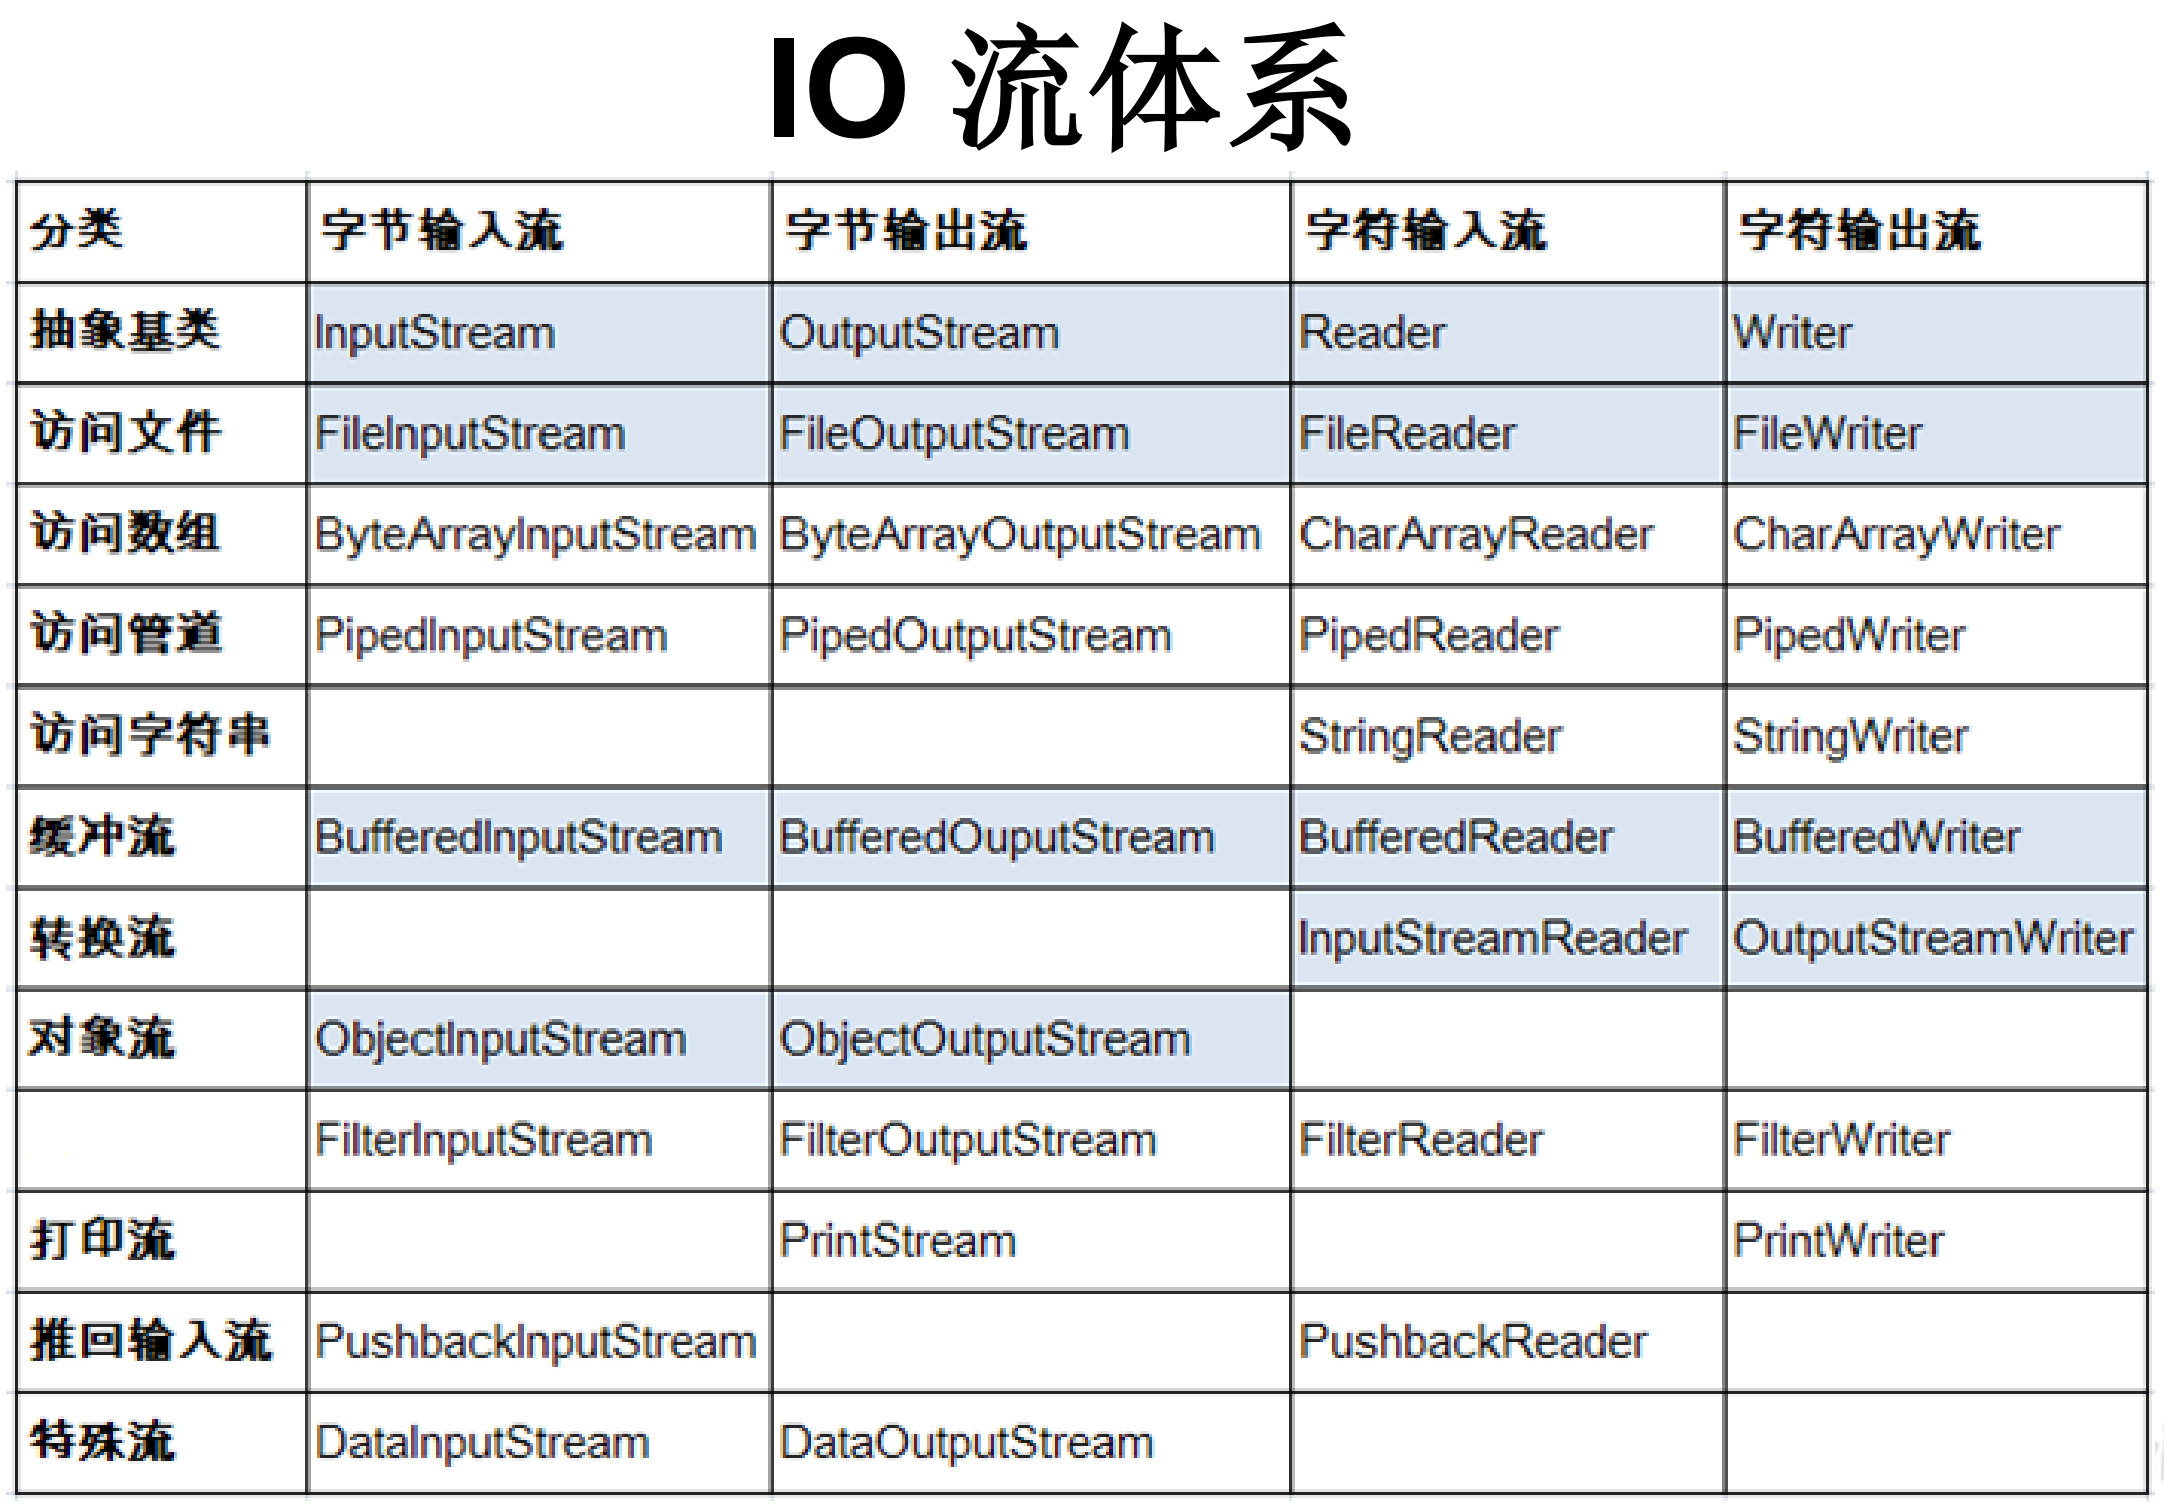 IO 流体系
分类 字节输入流 字节输出流 字符输入流 字符输出流
抽象基类 InputStream OutputStream Reader Writer
访问文件 FileInputStream FileOutputStream FileReader FileWriter
访问数组 ByteArrayInputStream ByteArrayOutputStream CharArrayReader CharArrayWriter
访问管道 PipedInputStream PipedOutputStream PipedReader PipedWriter
访问字符串 StringReader StringWriter
缓冲流 BufferedInputStream BufferedOuputStream BufferedReader BufferedWriter
转换流 InputStreamReader OutputStreamWriter
对象流 ObjectInputStream ObjectOutputStream
FilterInputStream FilterOutputStream FilterReader FilterWriter
打印流 PrintStream PrintWriter
推回输入流 PushbackInputStream PushbackReader
特殊流 DataInputStream DataOutputStream